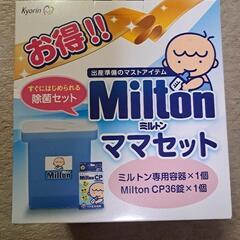 Kyorin
お得!!
出産準備のマストアイテム
すぐにはじめられる
除菌セット
Milton
ミルトン
ママセット
Milton CP
ミルトン専用容器×1個
Milton CP36錠×1個